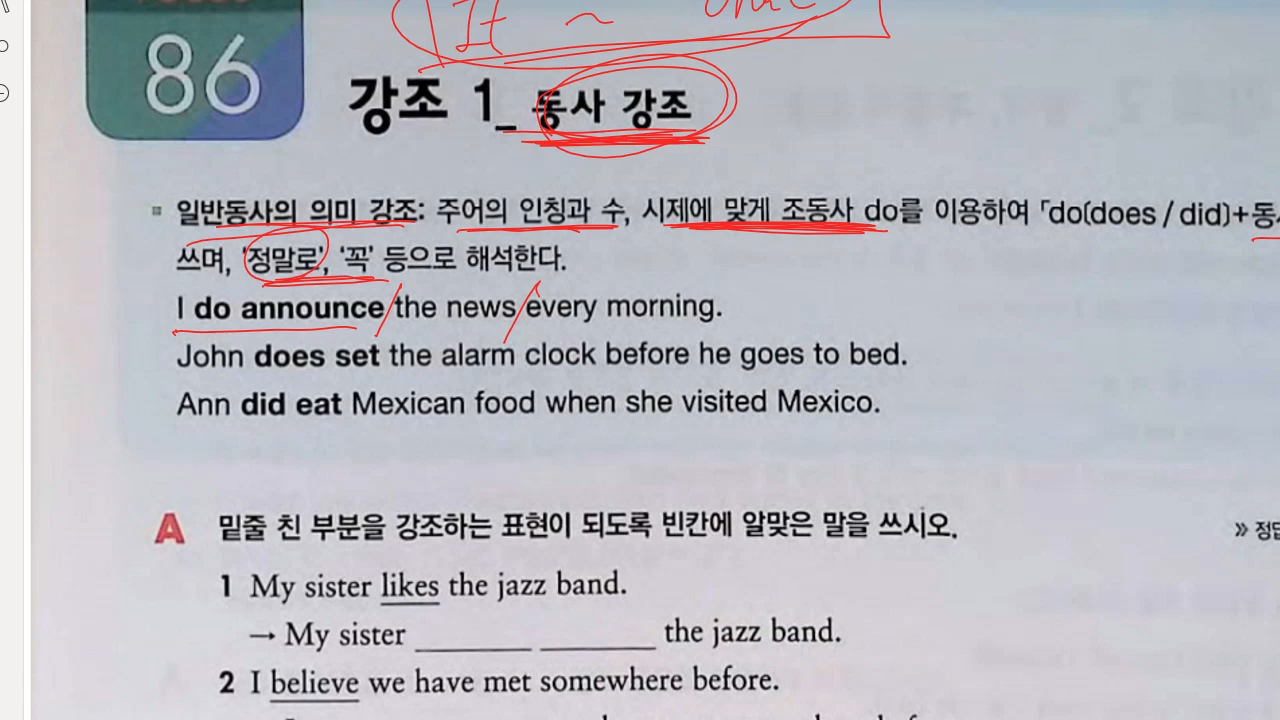 It ~
86
강조 1_ 동사 강조
일반동사의 의미 강조: 주어의 인칭과 수, 시제에 맞게 조동사 do를 이용하여 「do(does / did)+동
쓰며, '정말로', '꼭' 등으로 해석한다.
I do announce the news every morning.
John does set the alarm clock before he goes to bed.
Ann did eat Mexican food when she visited Mexico.
A 밑줄 친 부분을 강조하는 표현이 되도록 빈칸에 알맞은 말을 쓰시오.
» 정답
1 My sister likes the jazz band.
→ My sister ________ ________ the jazz band.
2 I believe we have met somewhere before.